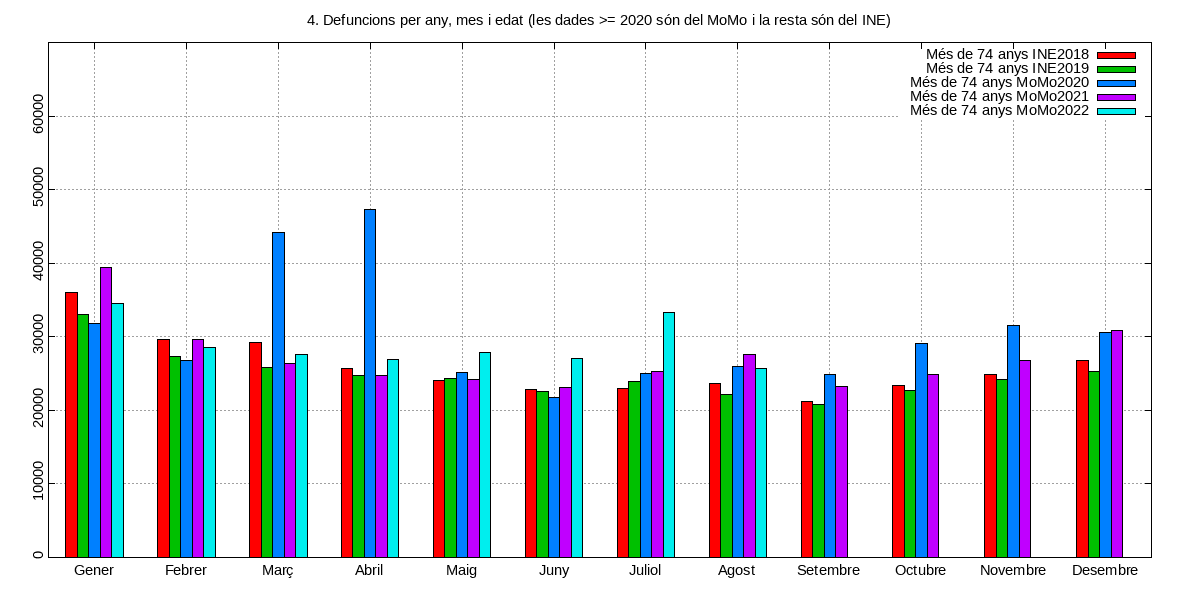 4. Defuncions per any, mes i edat (les dades >= 2020 són del MoMo i la resta són del INE)
Més de 74 anys INE2018
Més de 74 anys INE2019
Més de 74 anys MoMo2020
Més de 74 anys MoMo2021
Més de 74 anys MoMo2022
60000
50000
40000
30000
20000
10000
0
Gener Febrer Març Abril Maig Juny Juliol Agost Setembre Octubre Novembre Desembre